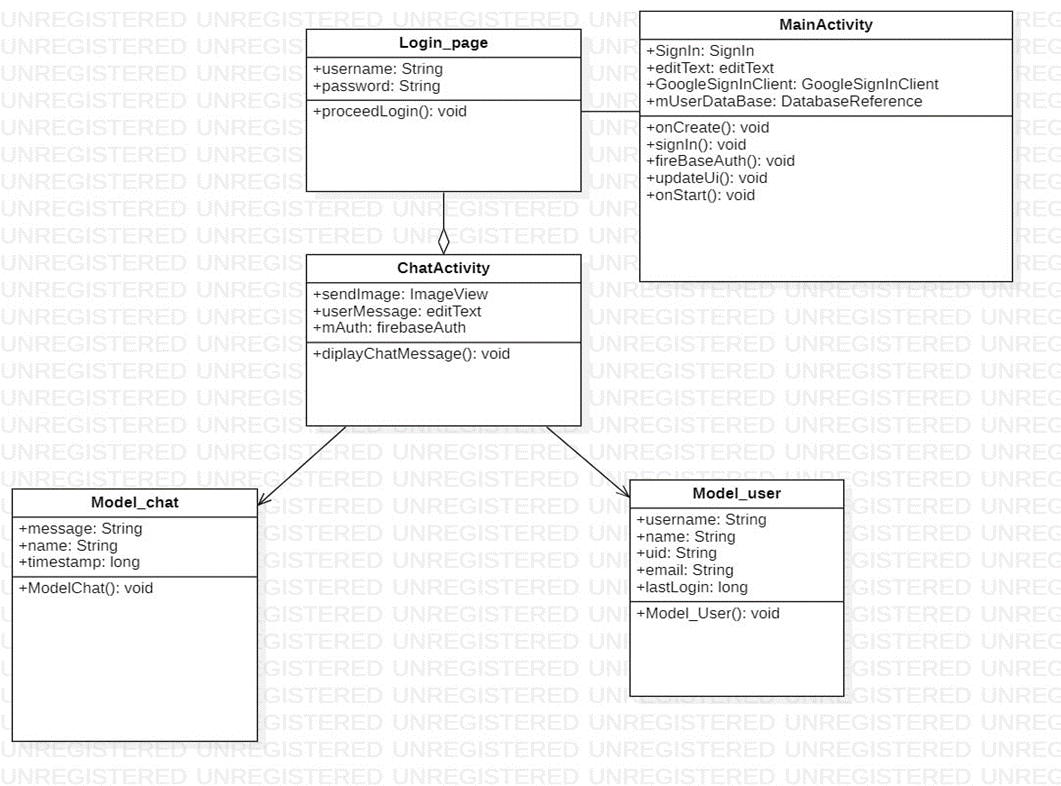 Login_page
+username: String
+password: String
+proceedLogin(): void
MainActivity
+SignIn: SignIn
+editText: editText
+GoogleSignInClient: GoogleSignInClient
+mUserDataBase: DatabaseReference
+onCreate(): void
+signIn(): void
+fireBaseAuth(): void
+updateUi(): void
+onStart(): void
ChatActivity
+sendImage: ImageView
+userMessage: editText
+mAuth: firebaseAuth
+diplayChatMessage(): void
Model_chat
+message: String
+name: String
+timestamp: long
+ModelChat(): void
Model_user
+username: String
+name: String
+uid: String
+email: String
+lastLogin: long
+Model_User(): void
UNREGISTERED